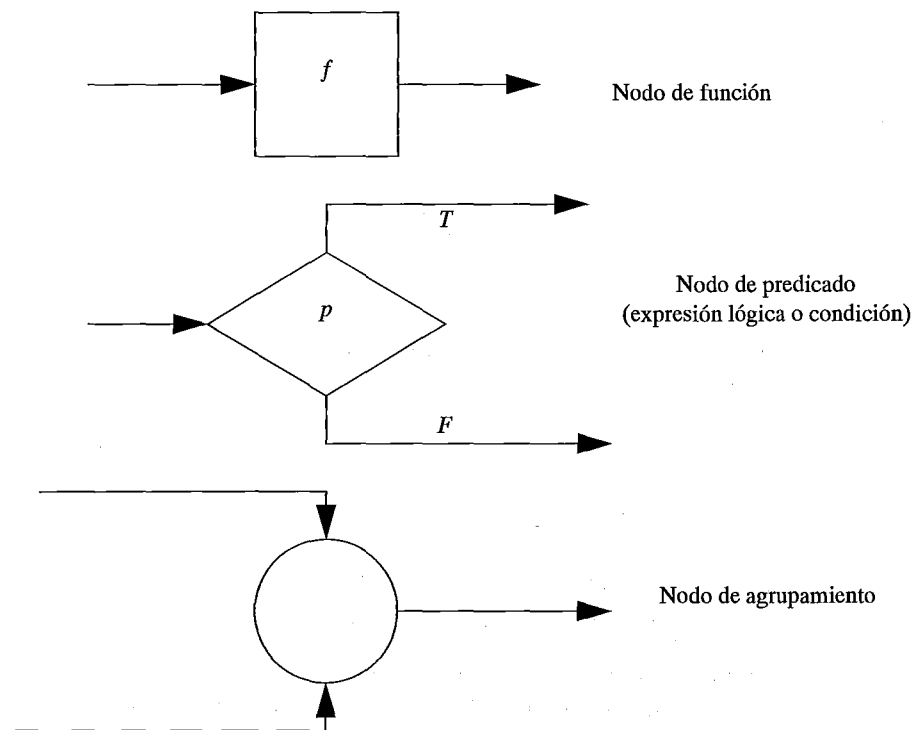 f
Nodo de función
T
p
Nodo de predicado
(expresión lógica o condición)
F
Nodo de agrupamiento